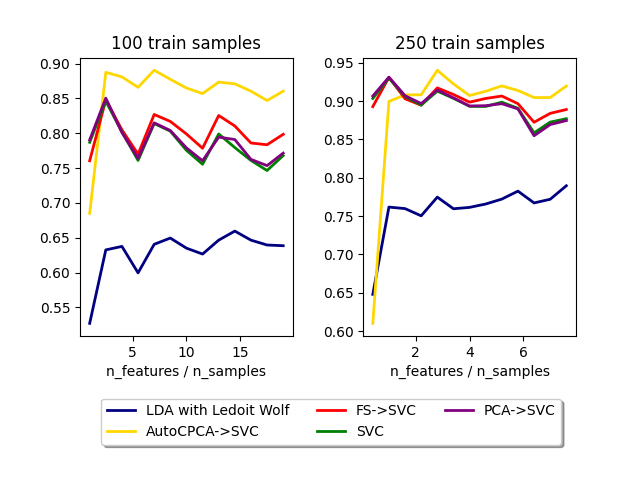 100 train samples
0.90
0.85
0.80
0.75
0.70
0.65
0.60
0.55
5 10 15
n_features / n_samples
250 train samples
0.95
0.90
0.85
0.80
0.75
0.70
0.65
0.60
2 4 6
n_features / n_samples
LDA with Ledoit Wolf
AutoCPCA->SVC
FS->SVC
SVC
PCA->SVC